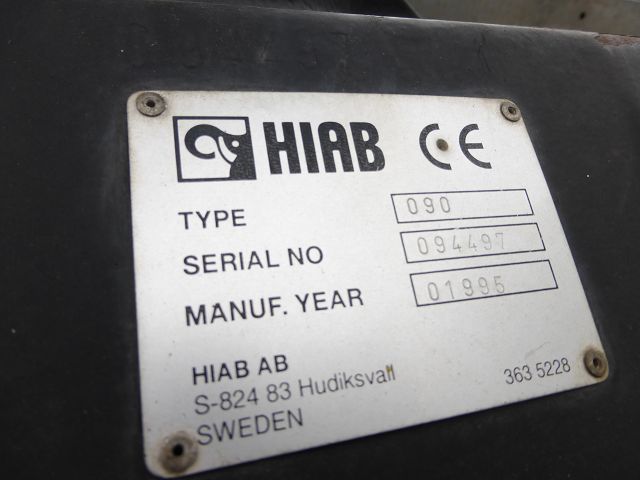 HIAB CE
TYPE 090
SERIAL NO 094497
MANUF. YEAR 01995
HIAB AB
S-824 83 Hudiksvall
SWEDEN
363 5228